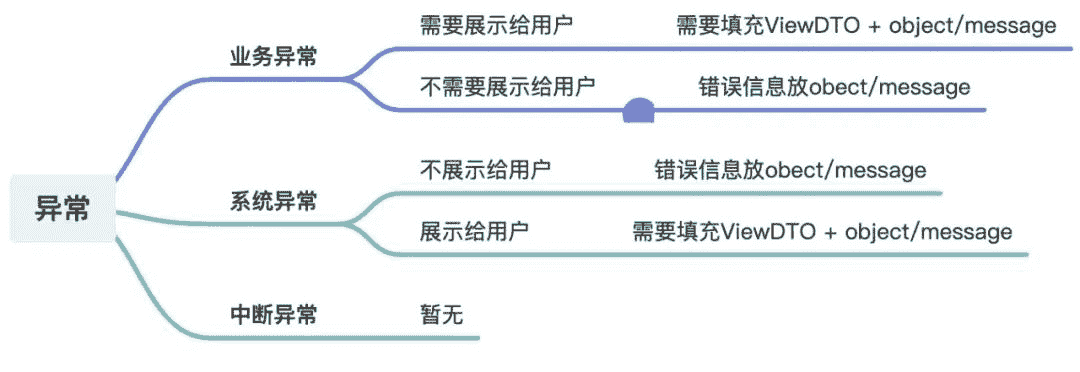 需要展示给用户 需要填充ViewDTO + object/message
业务异常
不需要展示给用户 错误信息放obect/message
不展示给用户 错误信息放obect/message
异常
系统异常
展示给用户 需要填充ViewDTO + object/message
中断异常 暂无